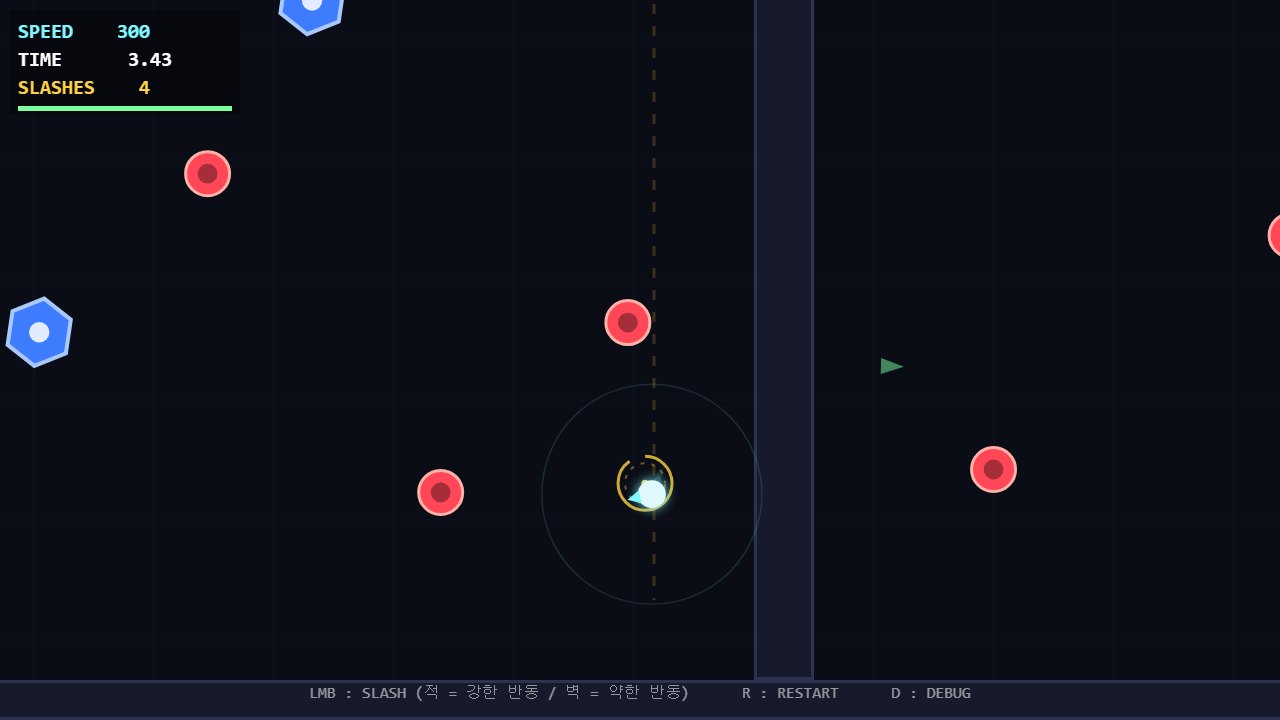 SPEED 300
TIME 3.43
SLASHES 4
LMB : SLASH (적 = 강한 반동 / 벽 = 약한 반동) R : RESTART D : DEBUG